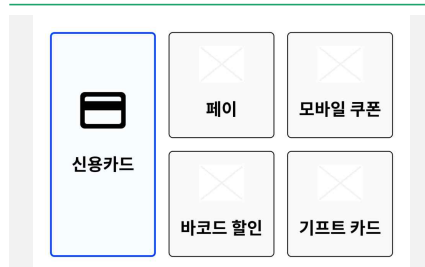 신용카드
페이
모바일 쿠폰
바코드 할인
기프트 카드